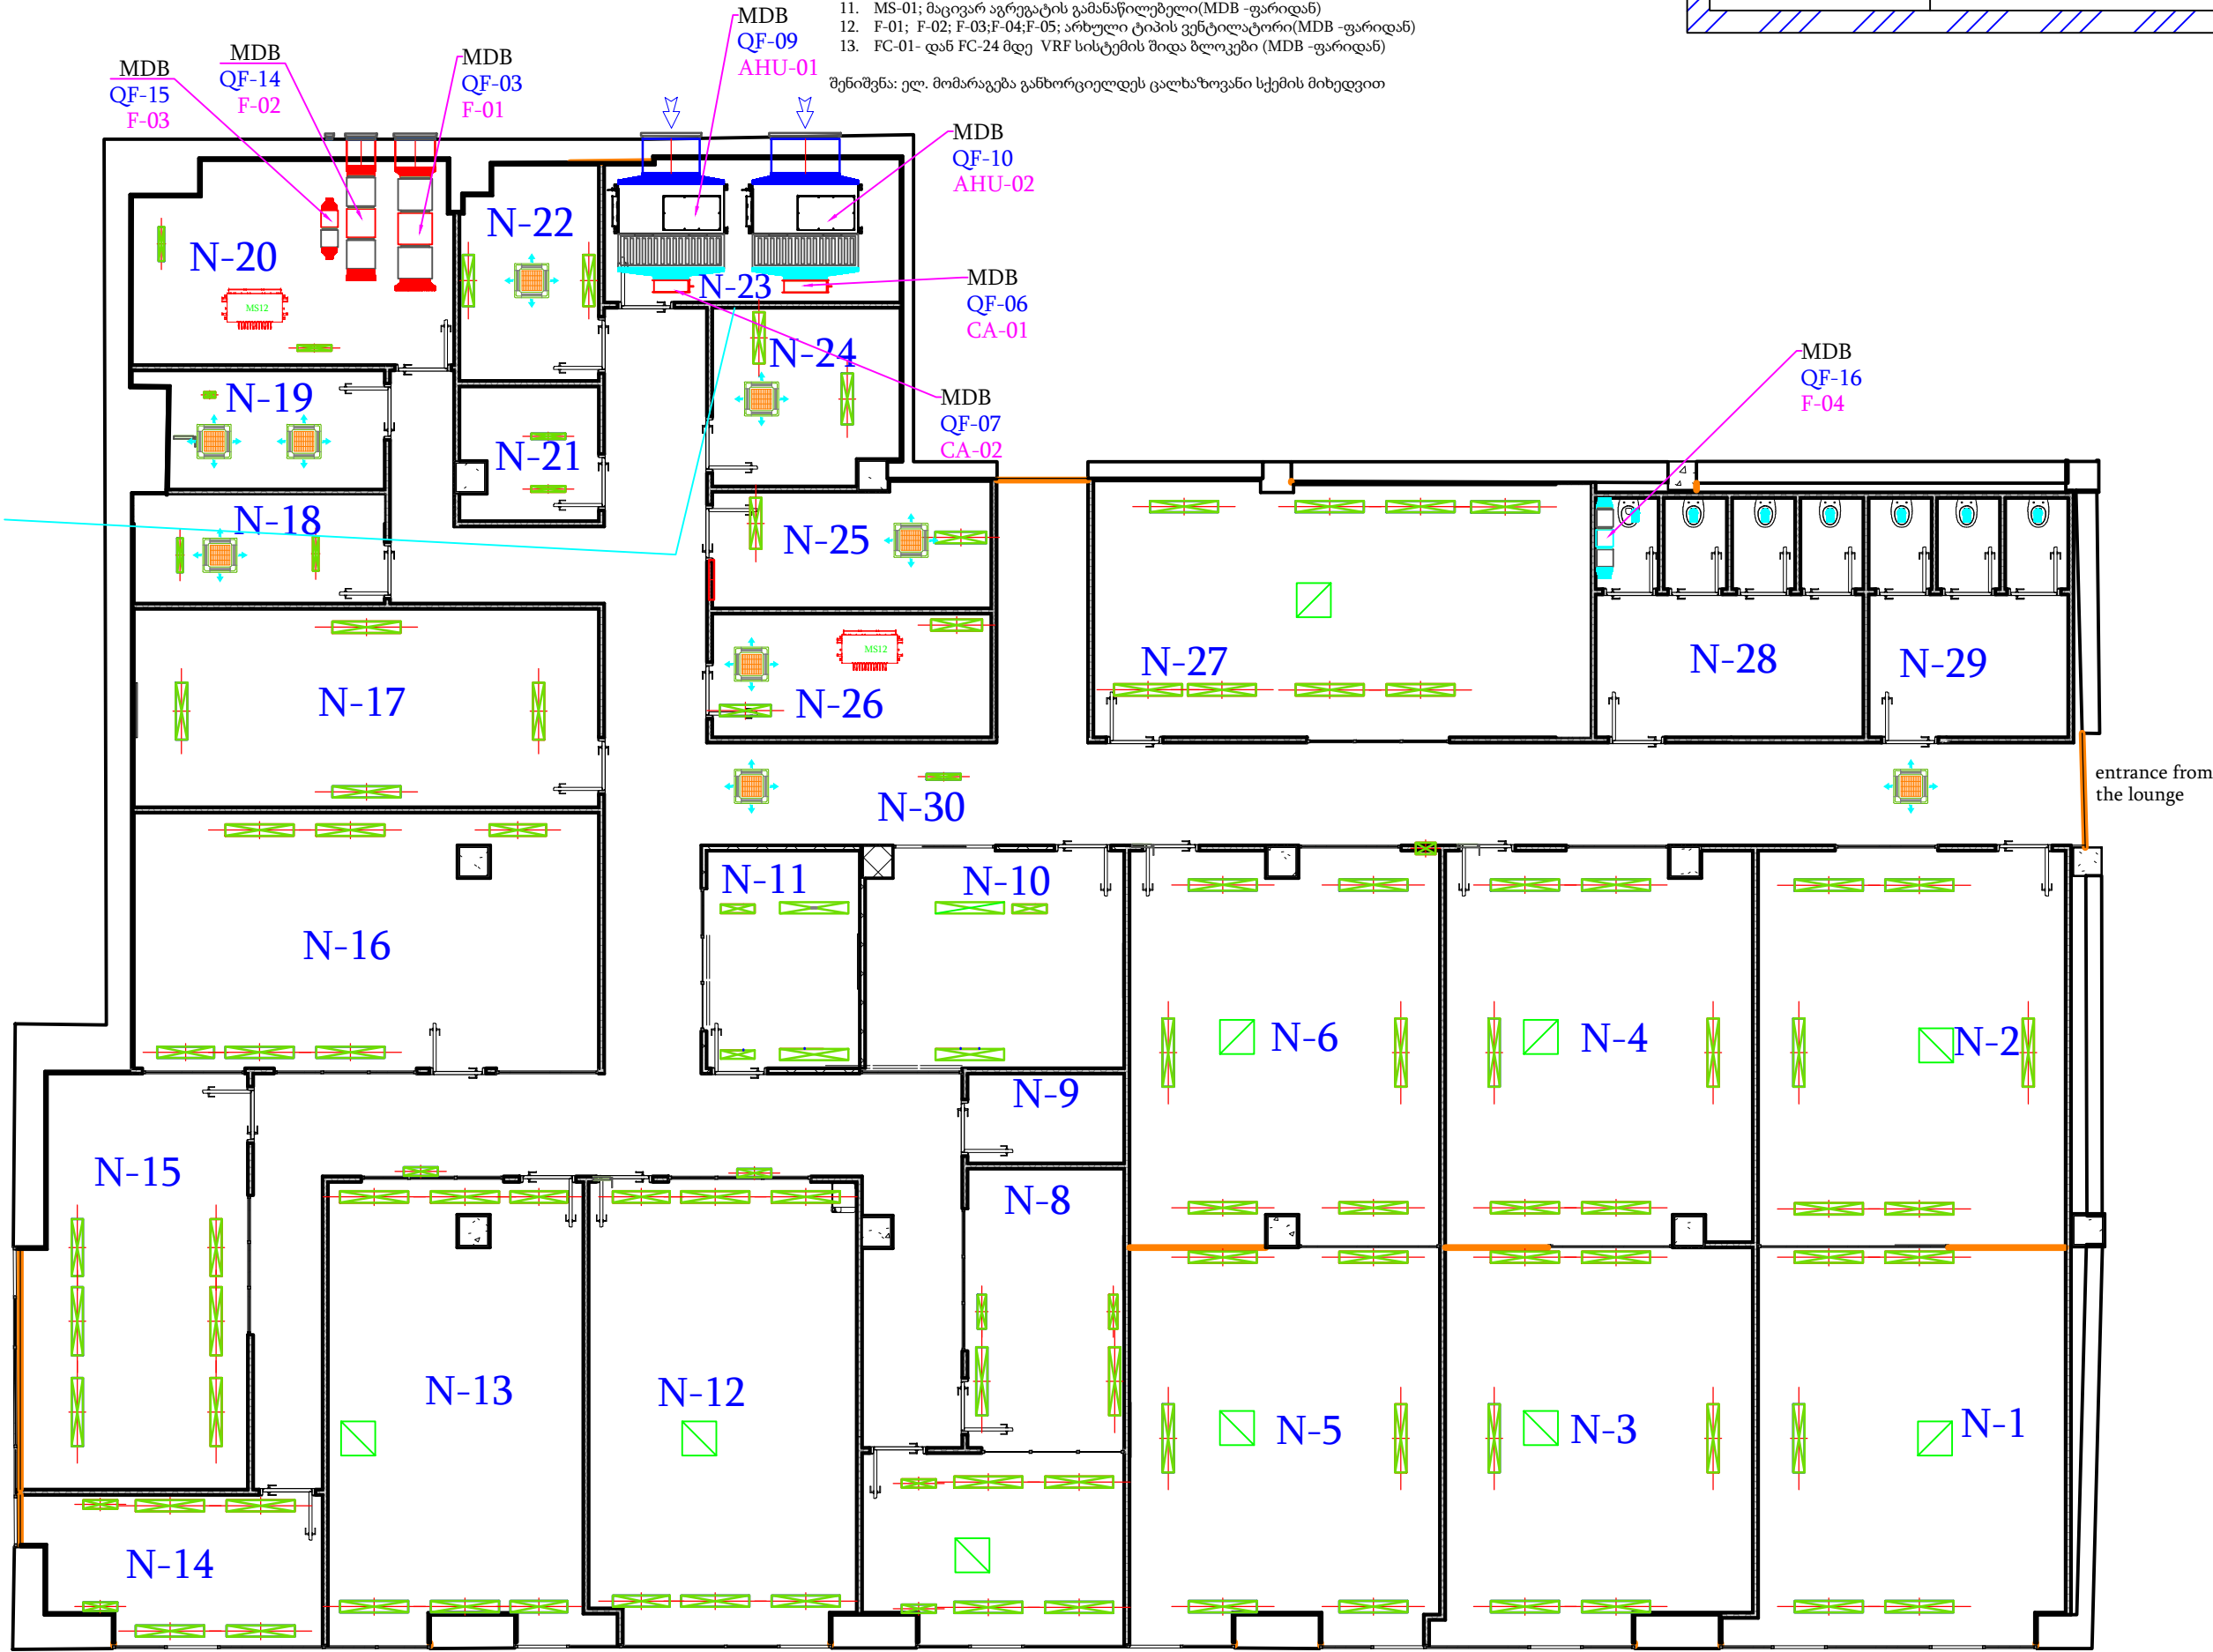 11. MS-01; მაცივარ აგრეგატის გამანაწილებელი(MDB -ფარიდან)
12. F-01; F-02; F-03;F-04;F-05; არხული ტიპის ვენტილატორი(MDB -ფარიდან)
13. FC-01- დან FC-24 მდე VRF სისტემის შიდა ბლოკები (MDB -ფარიდან)
შენიშვნა: ელ. მომარაგება განხორციელდეს ცალხაზოვანი სქემის მიხედვით
MDB
QF-09
AHU-01
MDB
QF-15
F-03
MDB
QF-14
F-02
MDB
QF-03
F-01
MDB
QF-10
AHU-02
N-20
N-22
N-23
MS12
MDB
QF-06
CA-01
N-24
MDB
QF-07
CA-02
MDB
QF-16
F-04
N-19
N-21
N-18
N-25
N-17
MS12
N-26
N-27
N-28
N-29
entrance from
the lounge
N-30
N-11
N-10
N-16
N-6
N-4
N-2
N-9
N-15
N-8
N-13
N-12
N-5
N-3
N-1
N-14